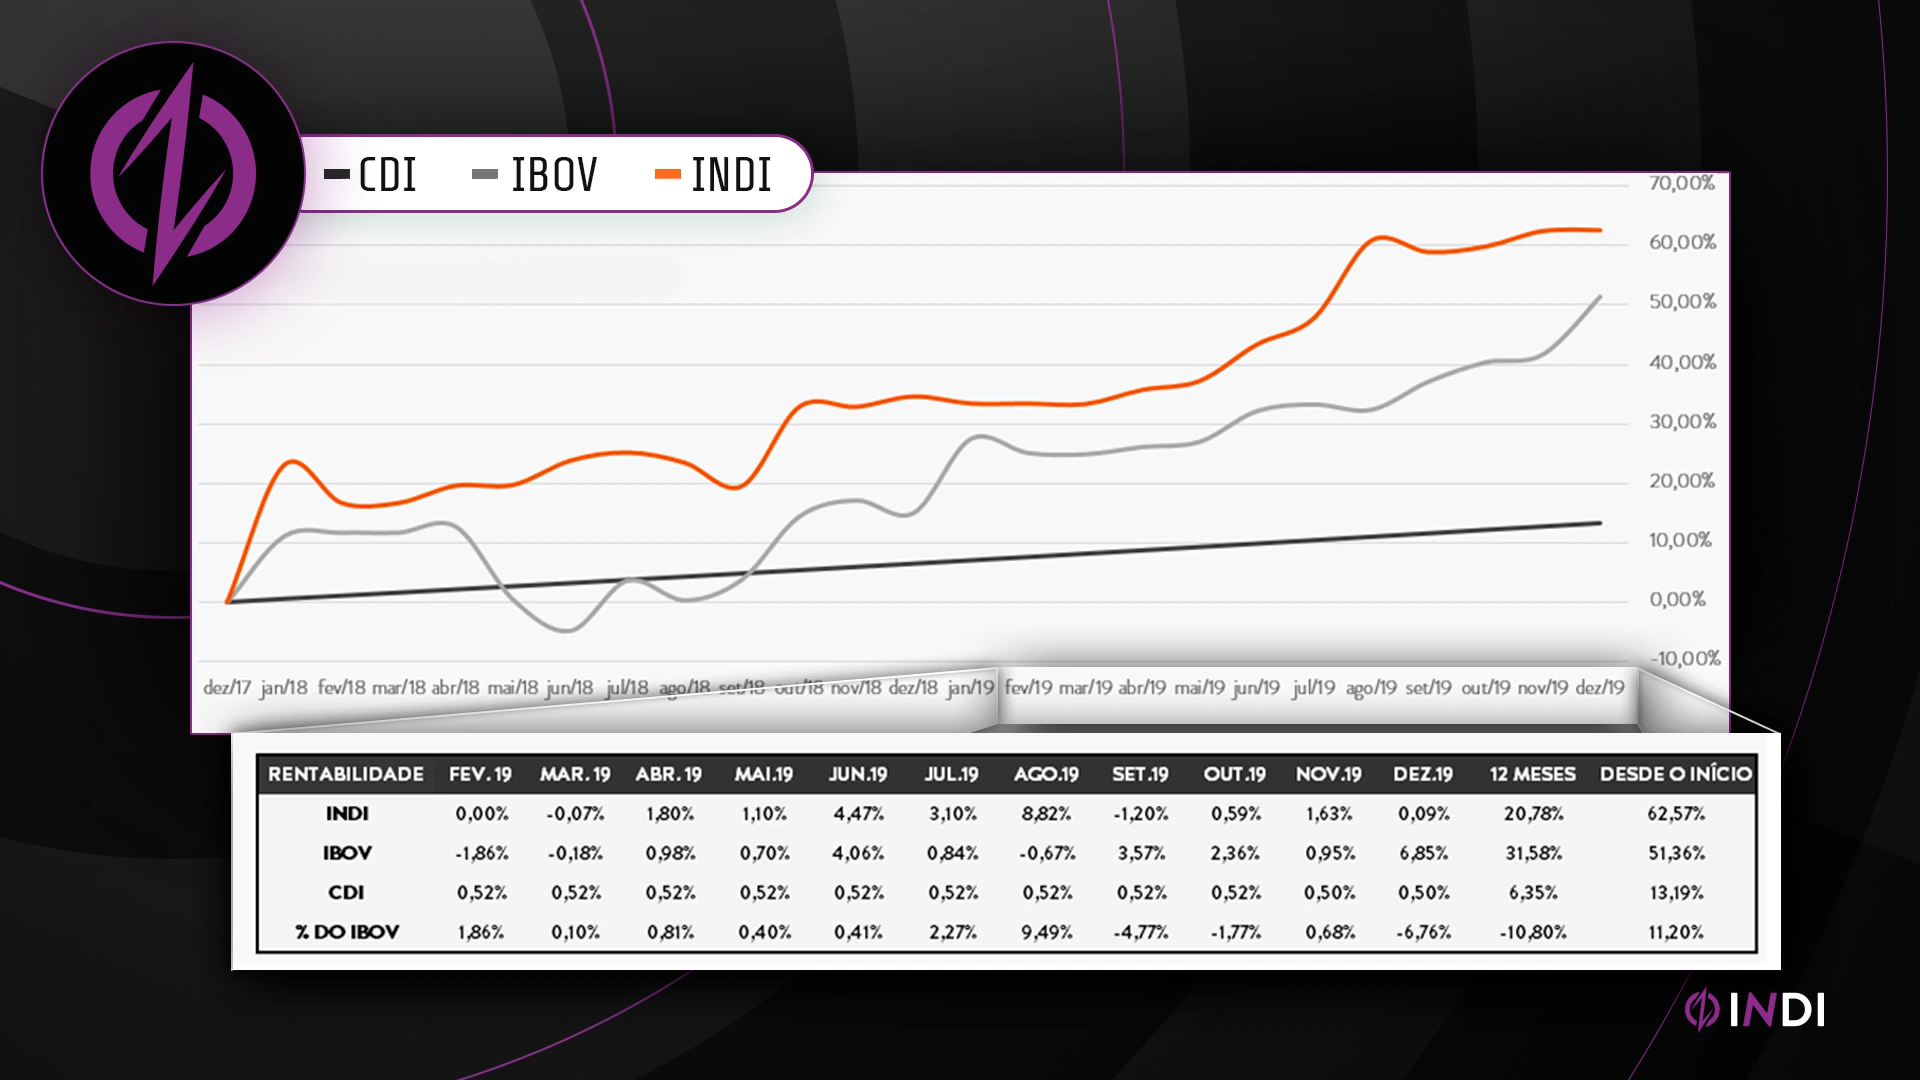 CDI IBOV INDI
70,00%
60,00%
50,00%
40,00%
30,00%
20,00%
10,00%
0,00%
-10,00%
dez/17 jan/18 fev/18 mar/18 abr/18 mai/18 jun/18 jul/18 ago/18 set/18 out/18 nov/18 dez/18 jan/19 fev/19 mar/19 abr/19 mai/19 jun/19 jul/19 ago/19 set/19 out/19 nov/19 dez/19
RENTABILIDADE FEV.19 MAR.19 ABR.19 MAI.19 JUN.19 JUL.19 AGO.19 SET.19 OUT.19 NOV.19 DEZ.19 12 MESES DESDE O INÍCIO
INDI 0,00% -0,07% 1,80% 1,10% 4,47% 3,10% 8,82% -1,20% 0,59% 1,63% 0,09% 20,78% 62,57%
IBOV -1,86% -0,18% 0,98% 0,70% 4,06% 0,84% -0,67% 3,57% 2,36% 0,95% 6,85% 31,58% 51,36%
CDI 0,52% 0,52% 0,52% 0,52% 0,52% 0,52% 0,52% 0,52% 0,52% 0,50% 0,50% 6,35% 13,19%
% DO IBOV 1,86% 0,10% 0,81% 0,40% 0,41% 2,27% 9,49% -4,77% -1,77% 0,68% -6,76% -10,80% 11,20%
INDI